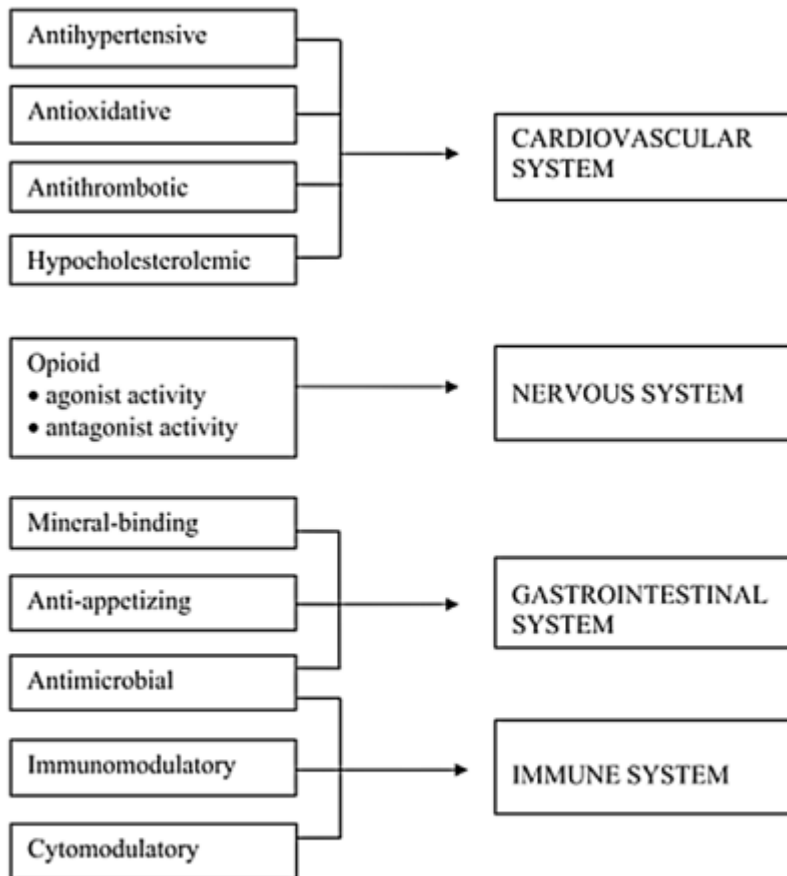 Antihypertensive
Antioxidative
Antithrombotic
Hypocholesterolemic
CARDIOVASCULAR
SYSTEM
Opioid
• agonist activity
• antagonist activity
NERVOUS SYSTEM
Mineral-binding
Anti-appetizing
Antimicrobial
GASTROINTESTINAL
SYSTEM
Immunomodulatory
Cytomodulatory
IMMUNE SYSTEM